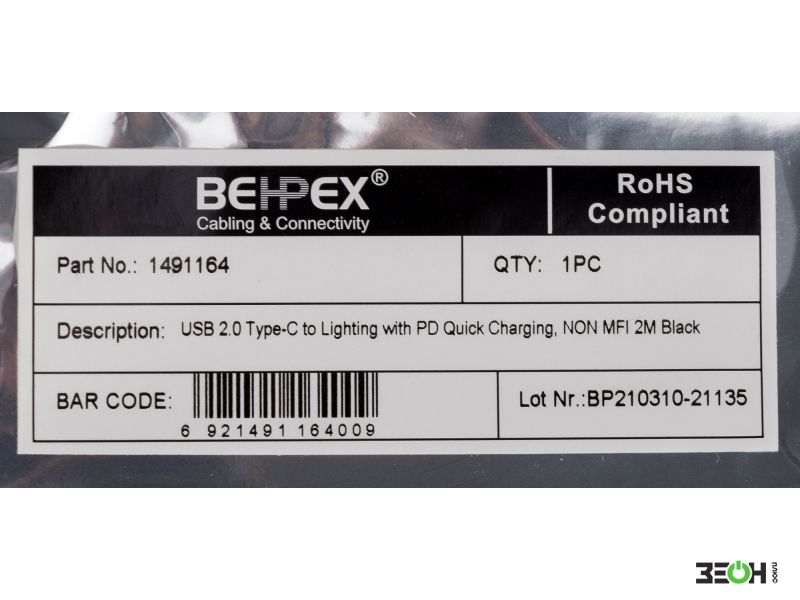 BEHPEX®
Cabling & Connectivity
RoHS
Compliant
Part No.: 1491164
QTY: 1PC
Description: USB 2.0 Type-C to Lighting with PD Quick Charging, NON MFI 2M Black
BAR CODE:
6 921491 164009
Lot Nr.:BP210310-21135
ЗЕОН
плюс